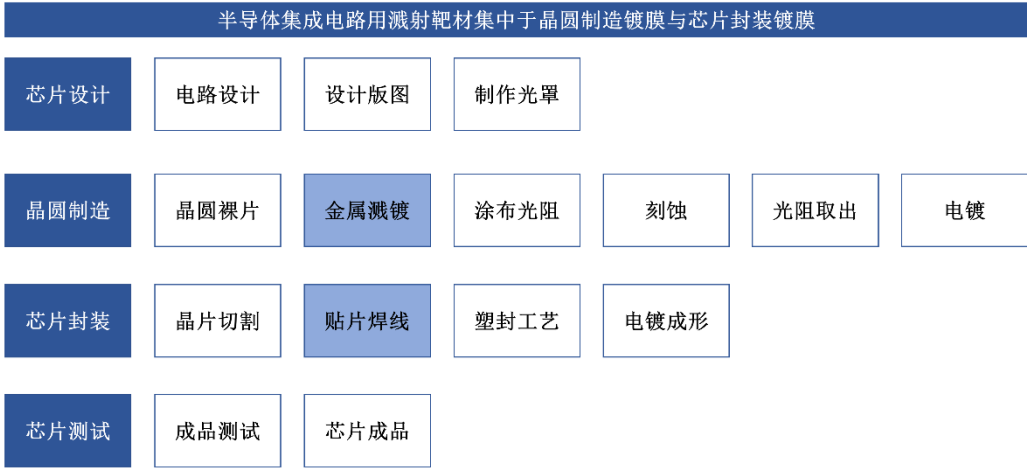 半导体集成电路用溅射靶材集中于晶圆制造镀膜与芯片封装镀膜
芯片设计 电路设计 设计版图 制作光罩
晶圆制造 晶圆裸片 金属溅镀 涂布光阻 刻蚀 光阻取出 电镀
芯片封装 晶片切割 贴片焊线 塑封工艺 电镀成形
芯片测试 成品测试 芯片成品